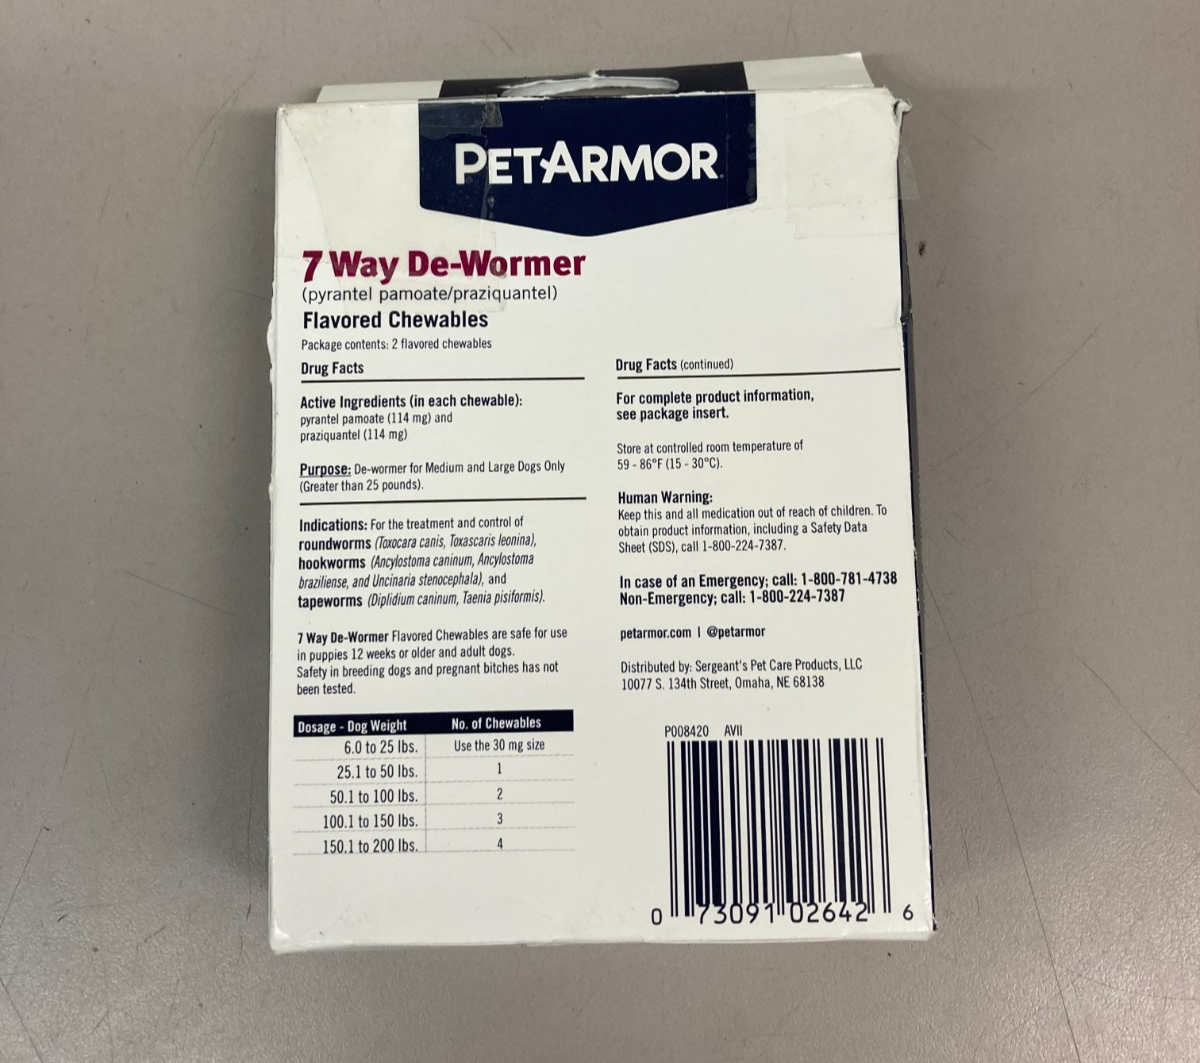 PETARMOR
7 Way De-Wormer
(pyrantel pamoate/praziquantel)
Flavored Chewables
Package contents: 2 flavored chewables
Drug Facts
Active Ingredients (in each chewable):
pyrantel pamoate (114 mg) and
praziquantel (114 mg)
Purpose: De-wormer for Medium and Large Dogs Only
(Greater than 25 pounds).
Indications: For the treatment and control of
roundworms (Toxocara canis, Toxascaris leonina),
hookworms (Ancylostoma caninum, Ancylostoma
braziliense, and Uncinaria stenocephala), and
tapeworms (Diplidium caninum, Taenia pisiformis).
7 Way De-Wormer Flavored Chewables are safe for use
in puppies 12 weeks or older and adult dogs.
Safety in breeding dogs and pregnant bitches has not
been tested.
Dosage - Dog Weight No. of Chewables
6.0 to 25 lbs. Use the 30 mg size
25.1 to 50 lbs. 1
50.1 to 100 lbs. 2
100.1 to 150 lbs. 3
150.1 to 200 lbs. 4
Drug Facts (continued)
For complete product information,
see package insert.
Store at controlled room temperature of
59 - 86°F (15 - 30°C).
Human Warning:
Keep this and all medication out of reach of children. To
obtain product information, including a Safety Data
Sheet (SDS), call 1-800-224-7387.
In case of an Emergency; call: 1-800-781-4738
Non-Emergency; call: 1-800-224-7387
petarmor.com | @petarmor
Distributed by: Sergeant's Pet Care Products, LLC
10077 S. 134th Street, Omaha, NE 68138
P008420 AVII
0 73091 02642 6